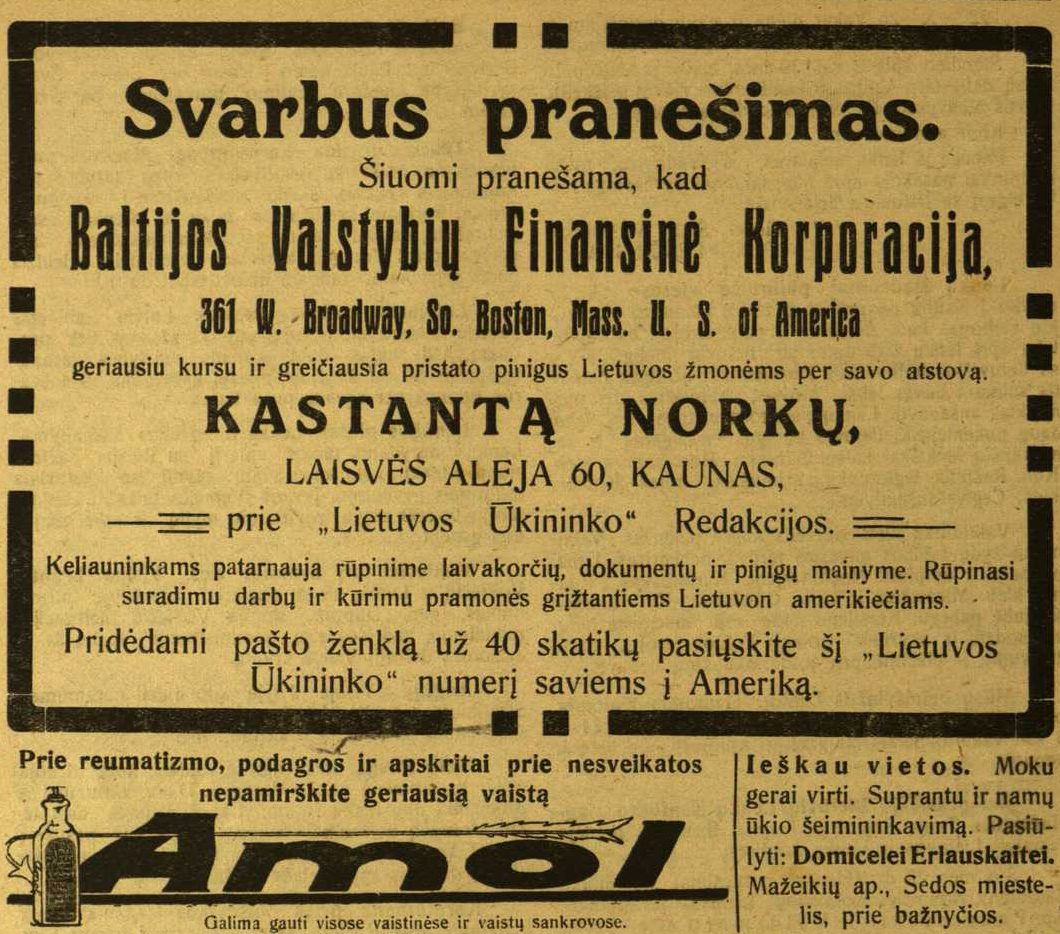 Svarbus pranešimas.
Šiuomi pranešama, kad
Baltijos Valstybių Finansinė Korporacija,
361 W. Broadway, So. Boston, Mass. U. S. of America
geriausiu kursu ir greičiausia pristato pinigus Lietuvos žmonėms per savo atstovą.
KASTANTĄ NORKŲ,
LAISVĖS ALEJA 60, KAUNAS,
prie „Lietuvos Ūkininko“ Redakcijos.
Keliauninkams patarnauja rūpinime laivakorčių, dokumentų ir pinigų mainyme. Rūpinasi
suradimu darbų ir kūrimu pramonės grįžtantiems Lietuvon amerikiečiams.
Pridėdami pašto ženklą už 40 skatikų pasiųskite šį „Lietuvos
Ūkininko“ numerį saviems į Ameriką.
Prie reumatizmo, podagros ir apskritai prie nesveikatos
nepamirškite geriausią vaistą
Amol
Galima gauti visose vaistinėse ir vaistų sankrovose.
Ieškau vietos. Moku
gerai virti. Suprantu ir namų
ūkio šeimininkavimą. Pasiū-
lyti: Domicelei Erlauskaitei.
Mažeikių ap., Sedos mieste-
lis, prie bažnyčios.